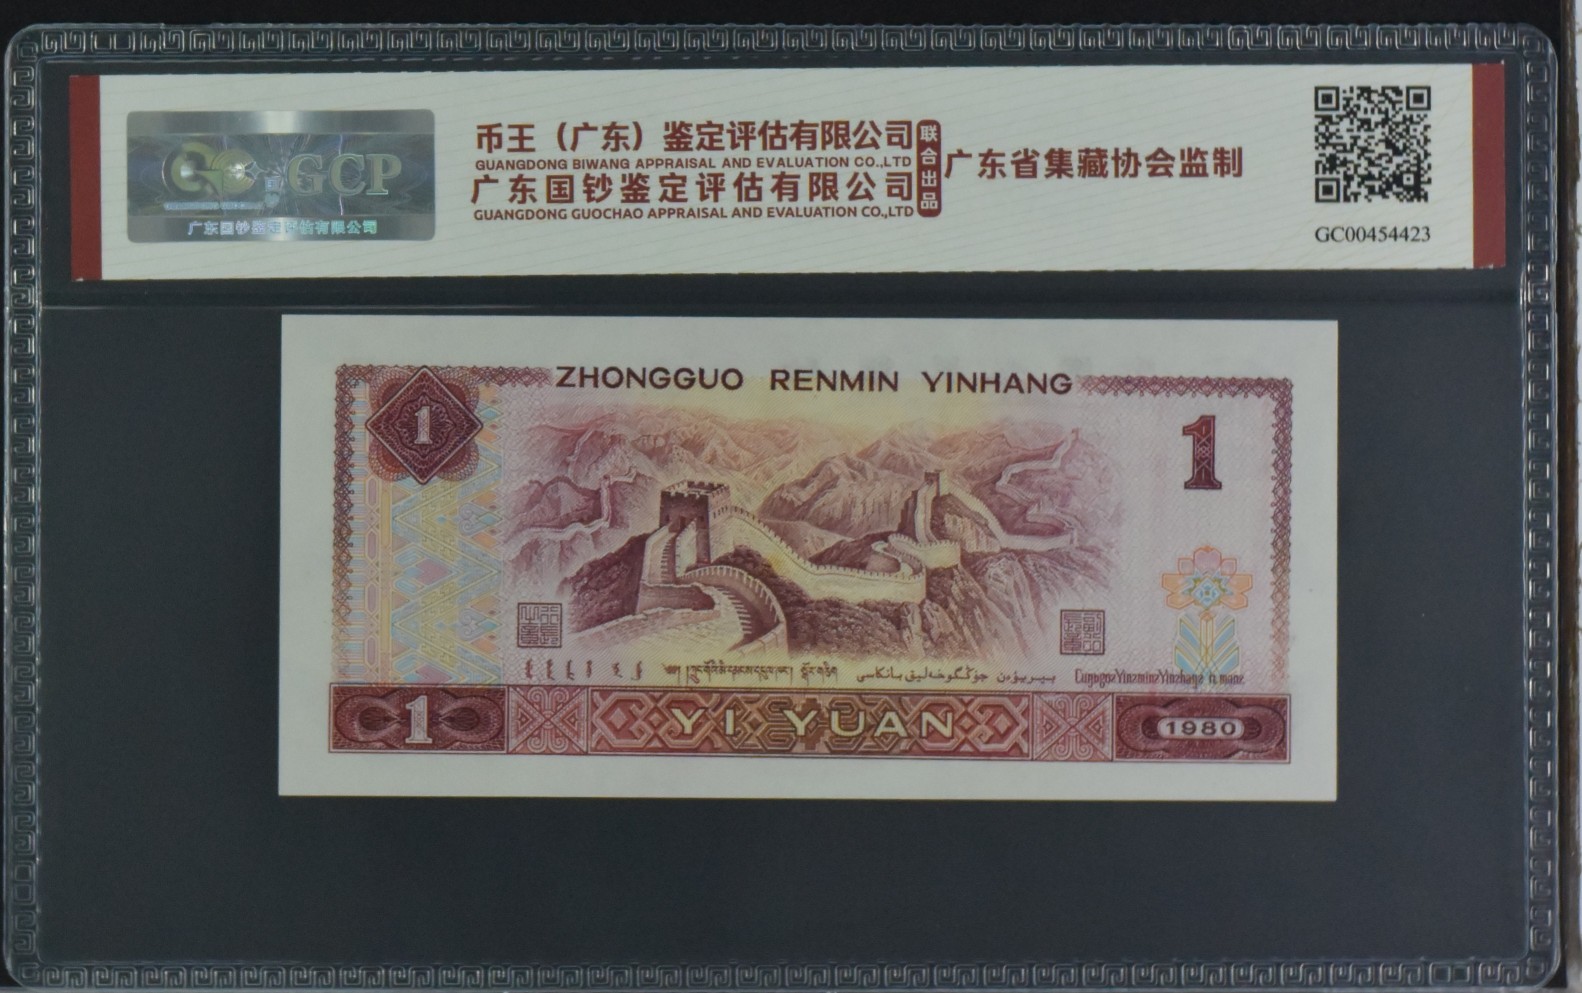 GCP
广东国钞鉴定评估有限公司
币王（广东）鉴定评估有限公司
GUANGDONG BIWANG APPRAISAL AND EVALUATION CO.,LTD
广东国钞鉴定评估有限公司
GUANGDONG GUOCHAO APPRAISAL AND EVALUATION CO.,LTD
联合出品
广东省集藏协会监制
GC00454423
ZHONGGUO RENMIN YINHANG
1
1
1
YI YUAN
1980